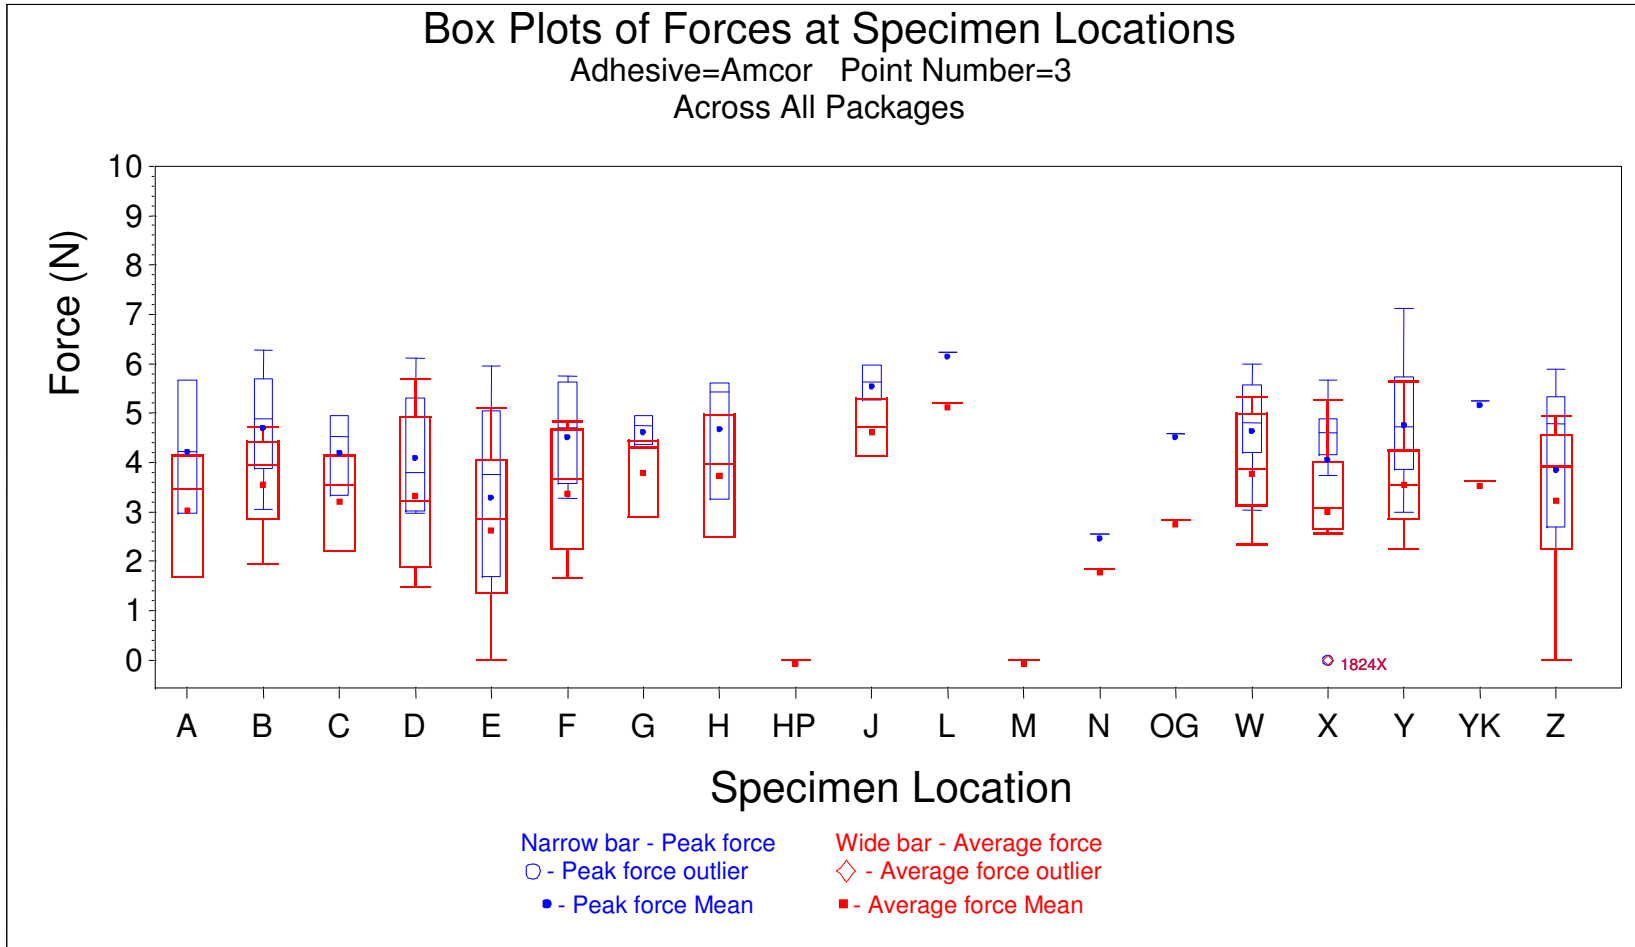 Box Plots of Forces at Specimen Locations
Adhesive=Amcor Point Number=3
Across All Packages
Force (N)
10
9
8
7
6
5
4
3
2
1
0
1824X
A B C D E F G H HP J L M N OG W X Y YK Z
Specimen Location
Narrow bar - Peak force Wide bar - Average force
- Peak force outlier - Average force outlier
- Peak force Mean - Average force Mean